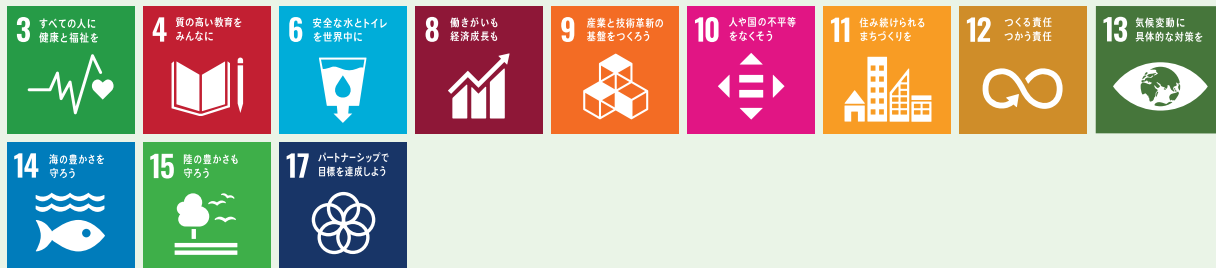 3 すべての人に
健康と福祉を
4 質の高い教育を
みんなに
6 安全な水とトイレ
を世界中に
8 働きがいも
経済成長も
9 産業と技術革新の
基盤をつくろう
10 人や国の不平等
をなくそう
11 住み続けられる
まちづくりを
12 つくる責任
つかう責任
13 気候変動に
具体的な対策を
14 海の豊かさを
守ろう
15 陸の豊かさも
守ろう
17 パートナーシップで
目標を達成しよう